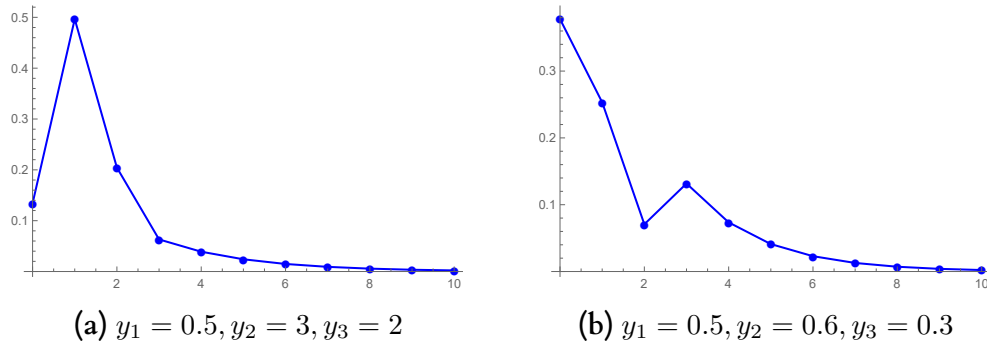 0.5
0.4
0.3
0.2
0.1
2 4 6 8 10
(a) y₁ = 0.5, y₂ = 3, y₃ = 2
0.3
0.2
0.1
2 4 6 8 10
(b) y₁ = 0.5, y₂ = 0.6, y₃ = 0.3